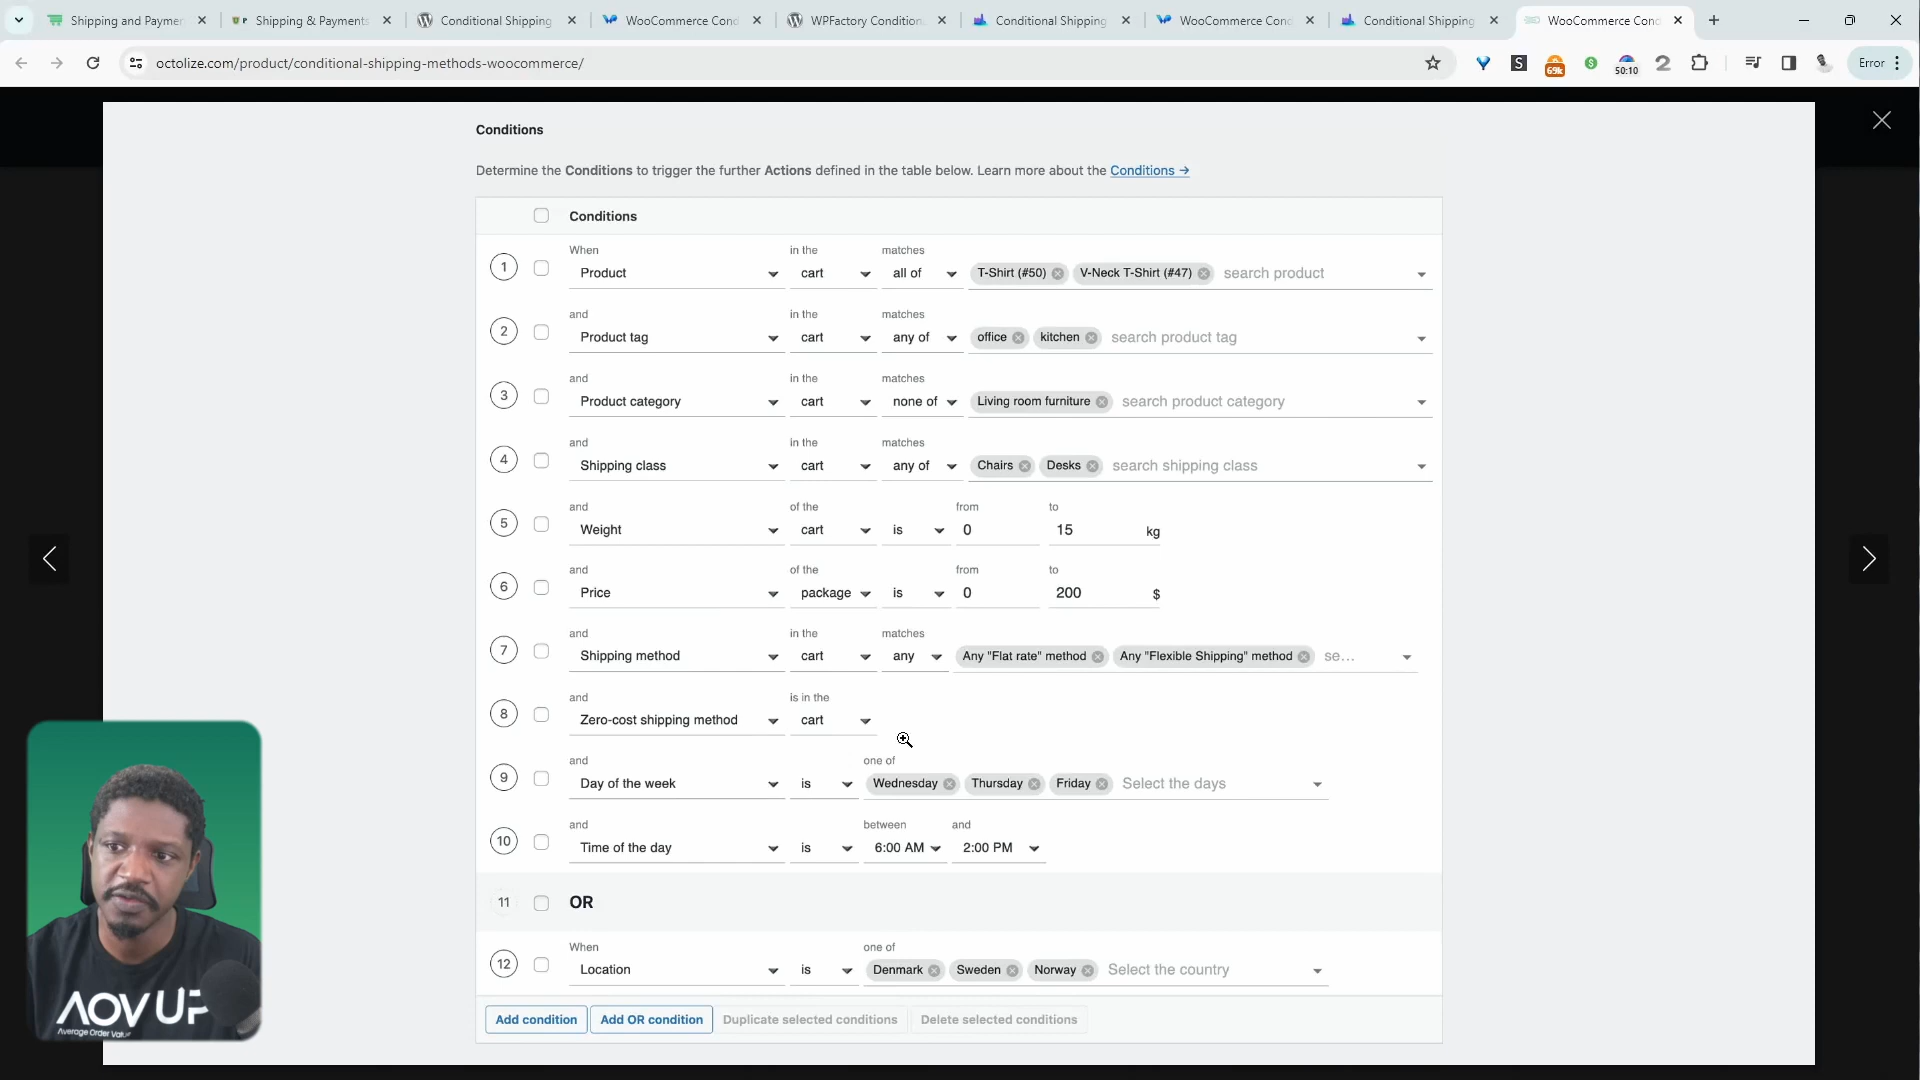 Shipping and Paymen
Shipping & Payments
Conditional Shipping
WooCommerce Cond
WPFactory Condition
Conditional Shipping
WooCommerce Cond
Conditional Shipping
WooCommerce Cond
octolize.com/product/conditional-shipping-methods-woocommerce/
S
69k
50:10
Error
Conditions
Determine the Conditions to trigger the further Actions defined in the table below. Learn more about the Conditions →
Conditions
When in the matches
1 Product cart all of T-Shirt (#50) V-Neck T-Shirt (#47) search product
and in the matches
2 Product tag cart any of office kitchen search product tag
and in the matches
3 Product category cart none of Living room furniture search product category
and in the matches
4 Shipping class cart any of Chairs Desks search shipping class
and of the from to
5 Weight cart is 0 15 kg
and of the from to
6 Price package is 0 200 $
and in the matches
7 Shipping method cart any Any "Flat rate" method Any "Flexible Shipping" method se...
and is in the
8 Zero-cost shipping method cart
and one of
9 Day of the week is Wednesday Thursday Friday Select the days
and between and
10 Time of the day is 6:00 AM 2:00 PM
11 OR
When one of
12 Location is Denmark Sweden Norway Select the country
Add condition Add OR condition Duplicate selected conditions Delete selected conditions
AOV UP
Average Order Valu